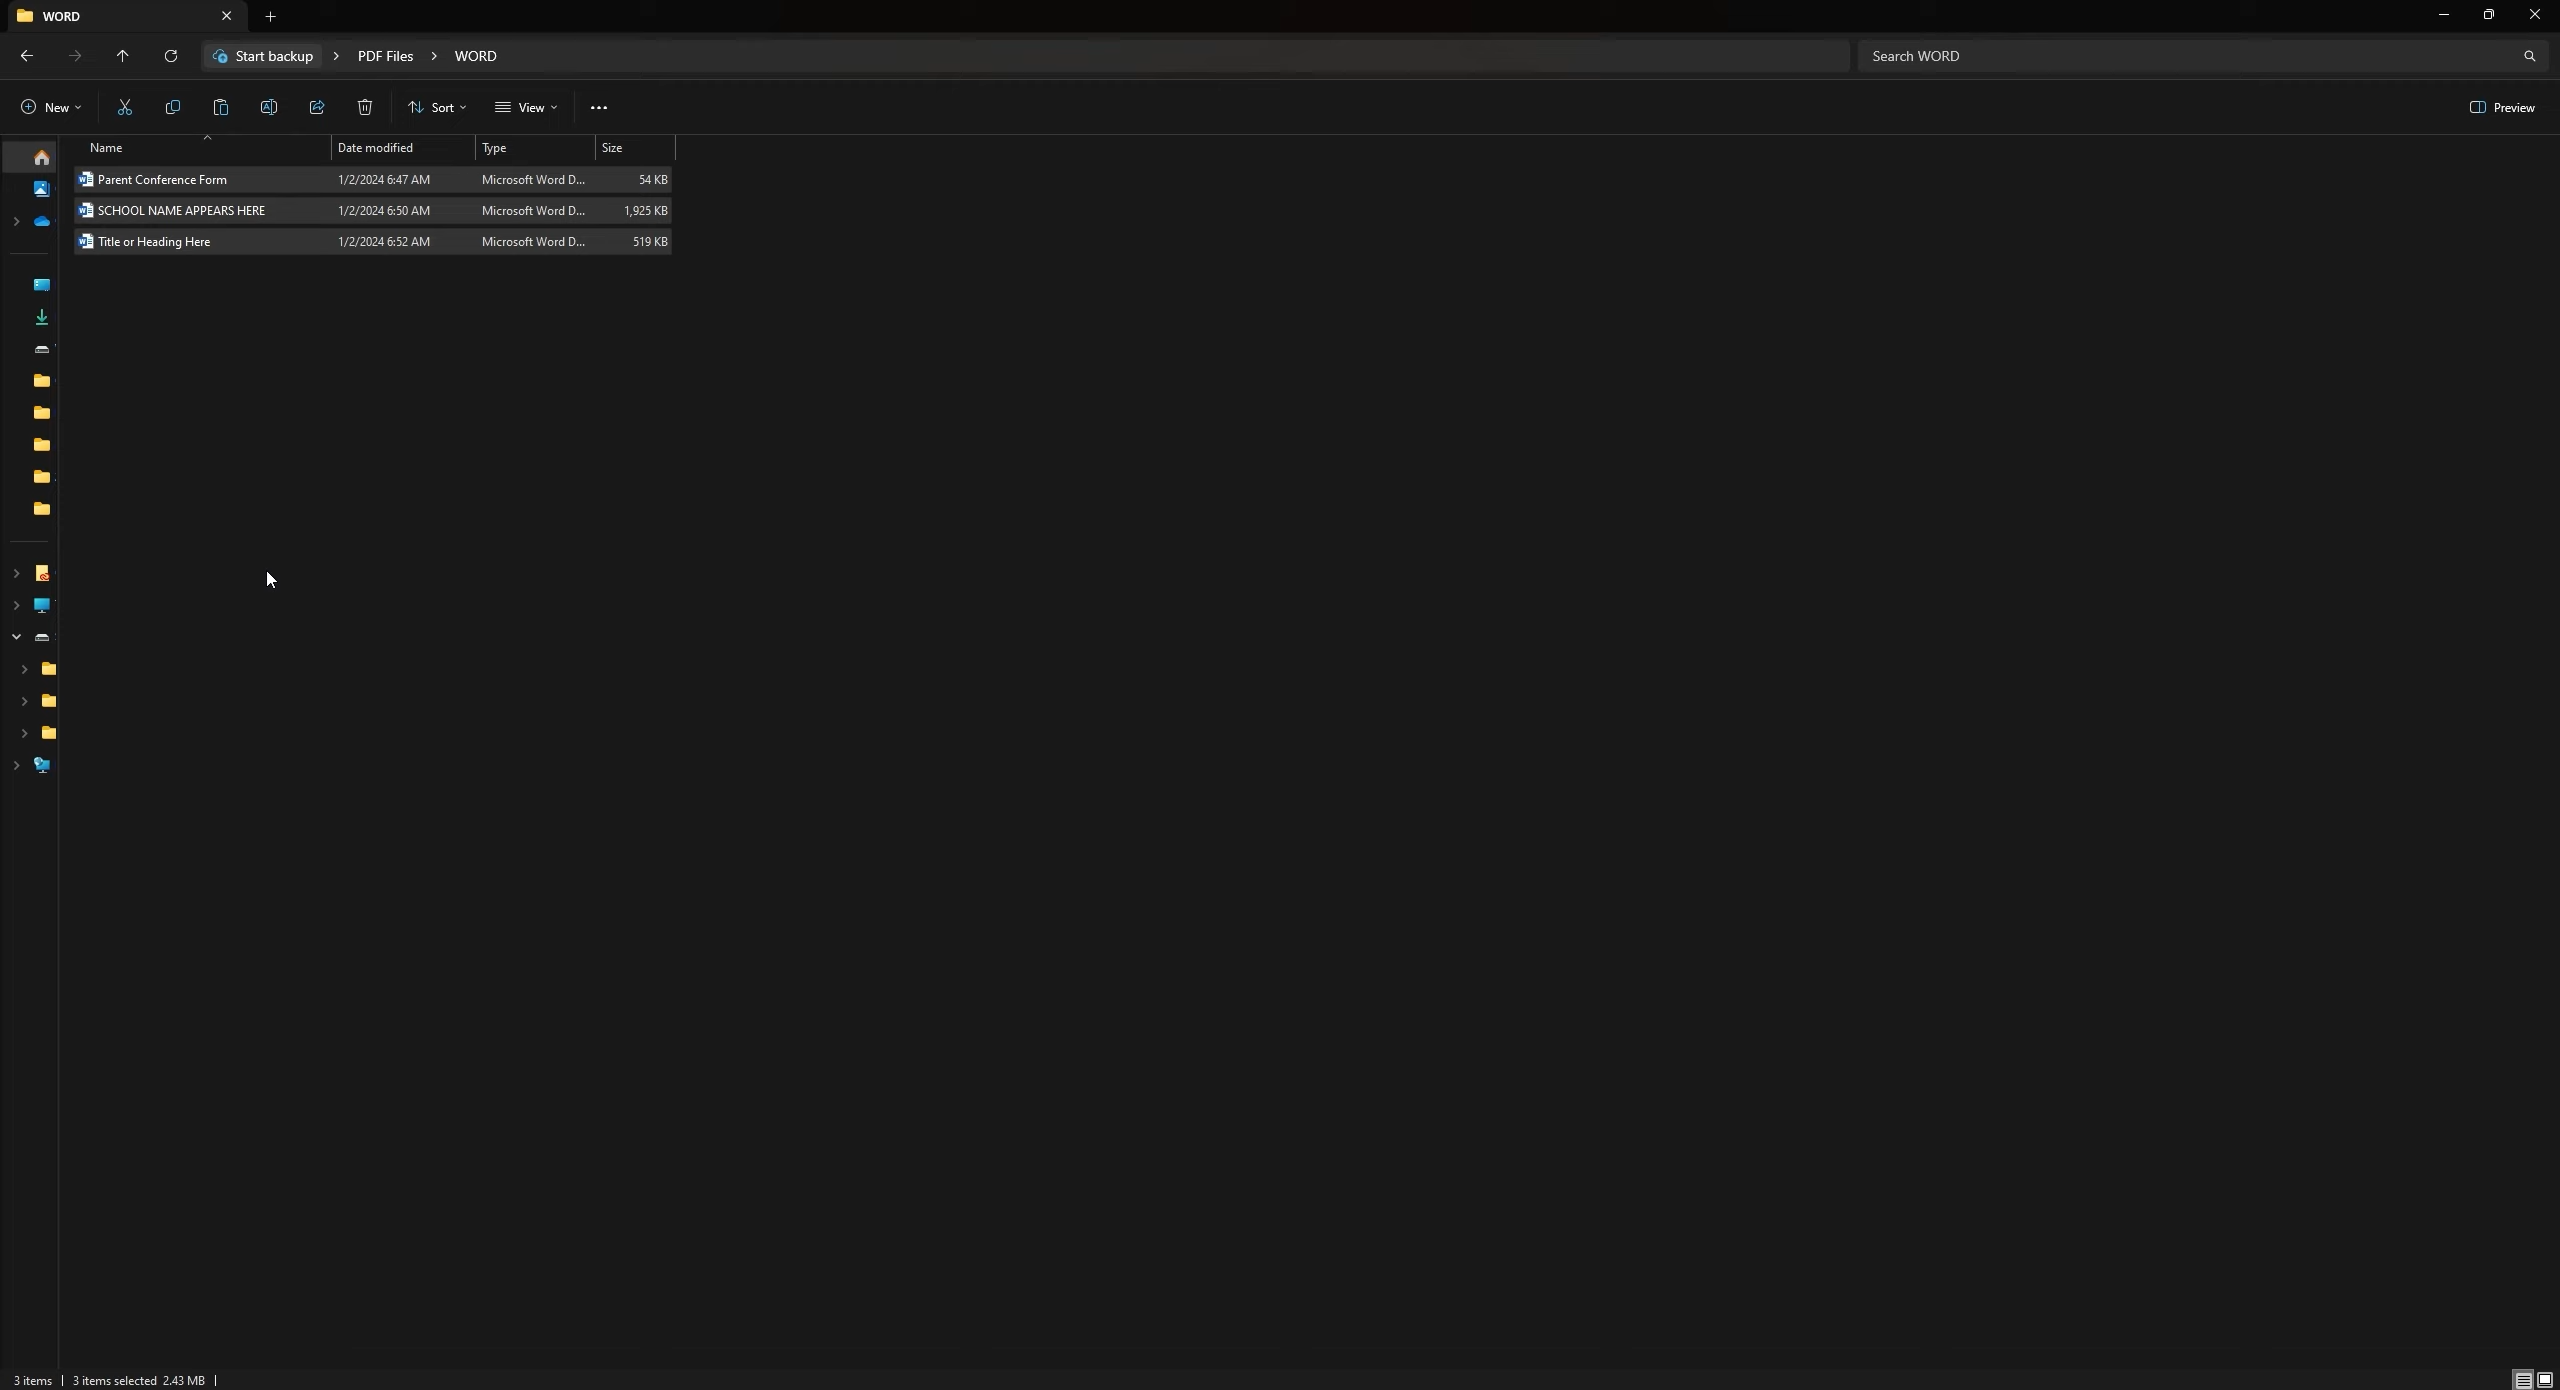 WORD
Start backup > PDF Files > WORD
Search WORD
New
Sort
View
Preview
Name Date modified Type Size
Parent Conference Form 1/2/2024 6:47 AM Microsoft Word D... 54 KB
SCHOOL NAME APPEARS HERE 1/2/2024 6:50 AM Microsoft Word D... 1,925 KB
Title or Heading Here 1/2/2024 6:52 AM Microsoft Word D... 519 KB
3 items | 3 items selected 2.43 MB |